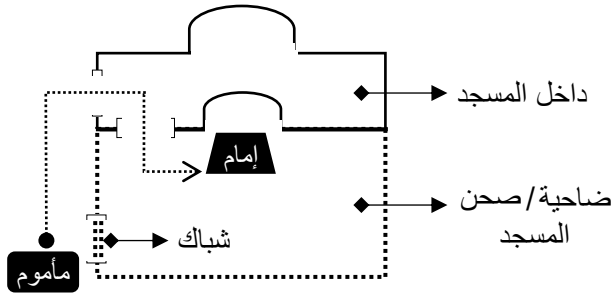 داخل المسجد
إمام
ضاحية/صحن
المسجد
شباك
مأموم